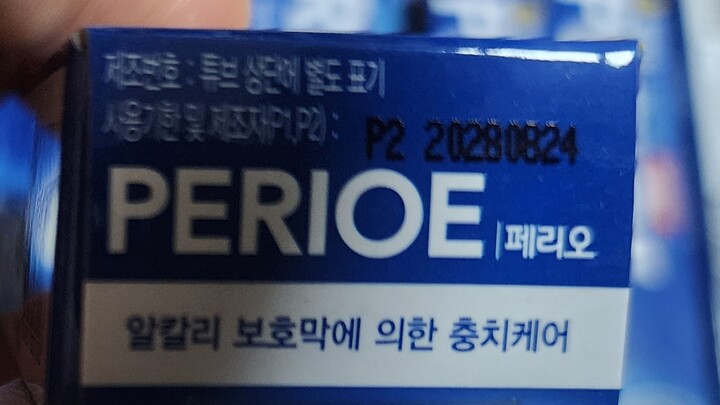 제조번호 : 튜브 상단에 별도 표기
사용기한 및 제조재(P1,P2) : P2 20280824
PERIOE | 페리오
알칼리 보호막에 의한 충치케어